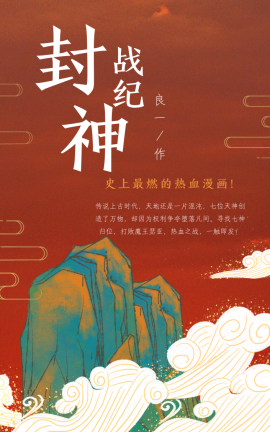 封神
战纪
良一/作
史上最燃的热血漫画！
传说上古时代，天地还是一片混沌，七位天神创
造了万物，却因为权利争夺堕落凡间，寻找七神
归位，打败魔王瑟亚，热血之战，一触即发！